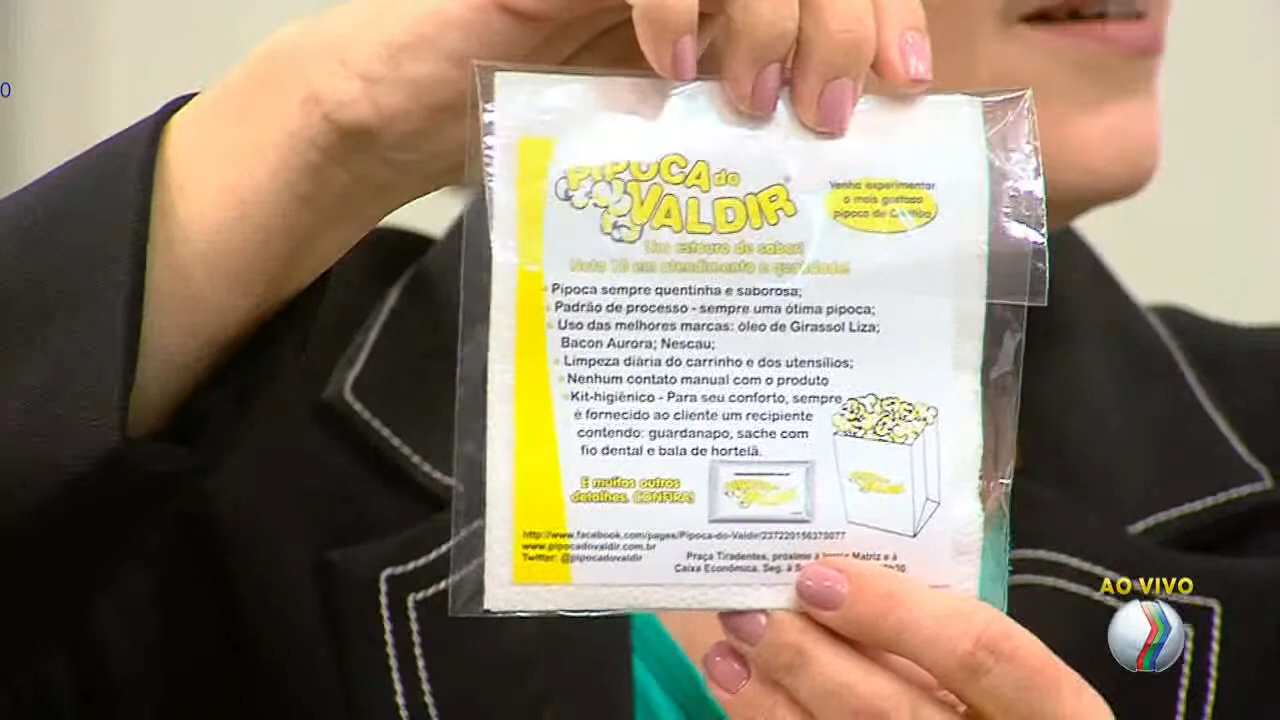 0
PIPOCA do
VALDIR
Venha experimentar
a mais gostosa
pipoca de Curitiba
Um estouro de sabor!
Nota 10 em atendimento e qualidade!
Pipoca sempre quentinha e saborosa;
Padrão de processo - sempre uma ótima pipoca;
Uso das melhores marcas: óleo de Girassol Liza;
Bacon Aurora; Nescau;
Limpeza diária do carrinho e dos utensílios;
Nenhum contato manual com o produto
Kit-higiênico - Para seu conforto, sempre
é fornecido ao cliente um recipiente
contendo: guardanapo, sache com
fio dental e bala de hortelã.
E muitos outros
detalhes, CONFIRA!
http://www.facebook.com/pages/Pipoca-do-Valdir/237220156370077
www.pipocadovaldir.com.br
Twitter: @pipocadovaldir
Praça Tiradentes, próximo à Matriz e à
Caixa Econômica. Seg. à
AO VIVO